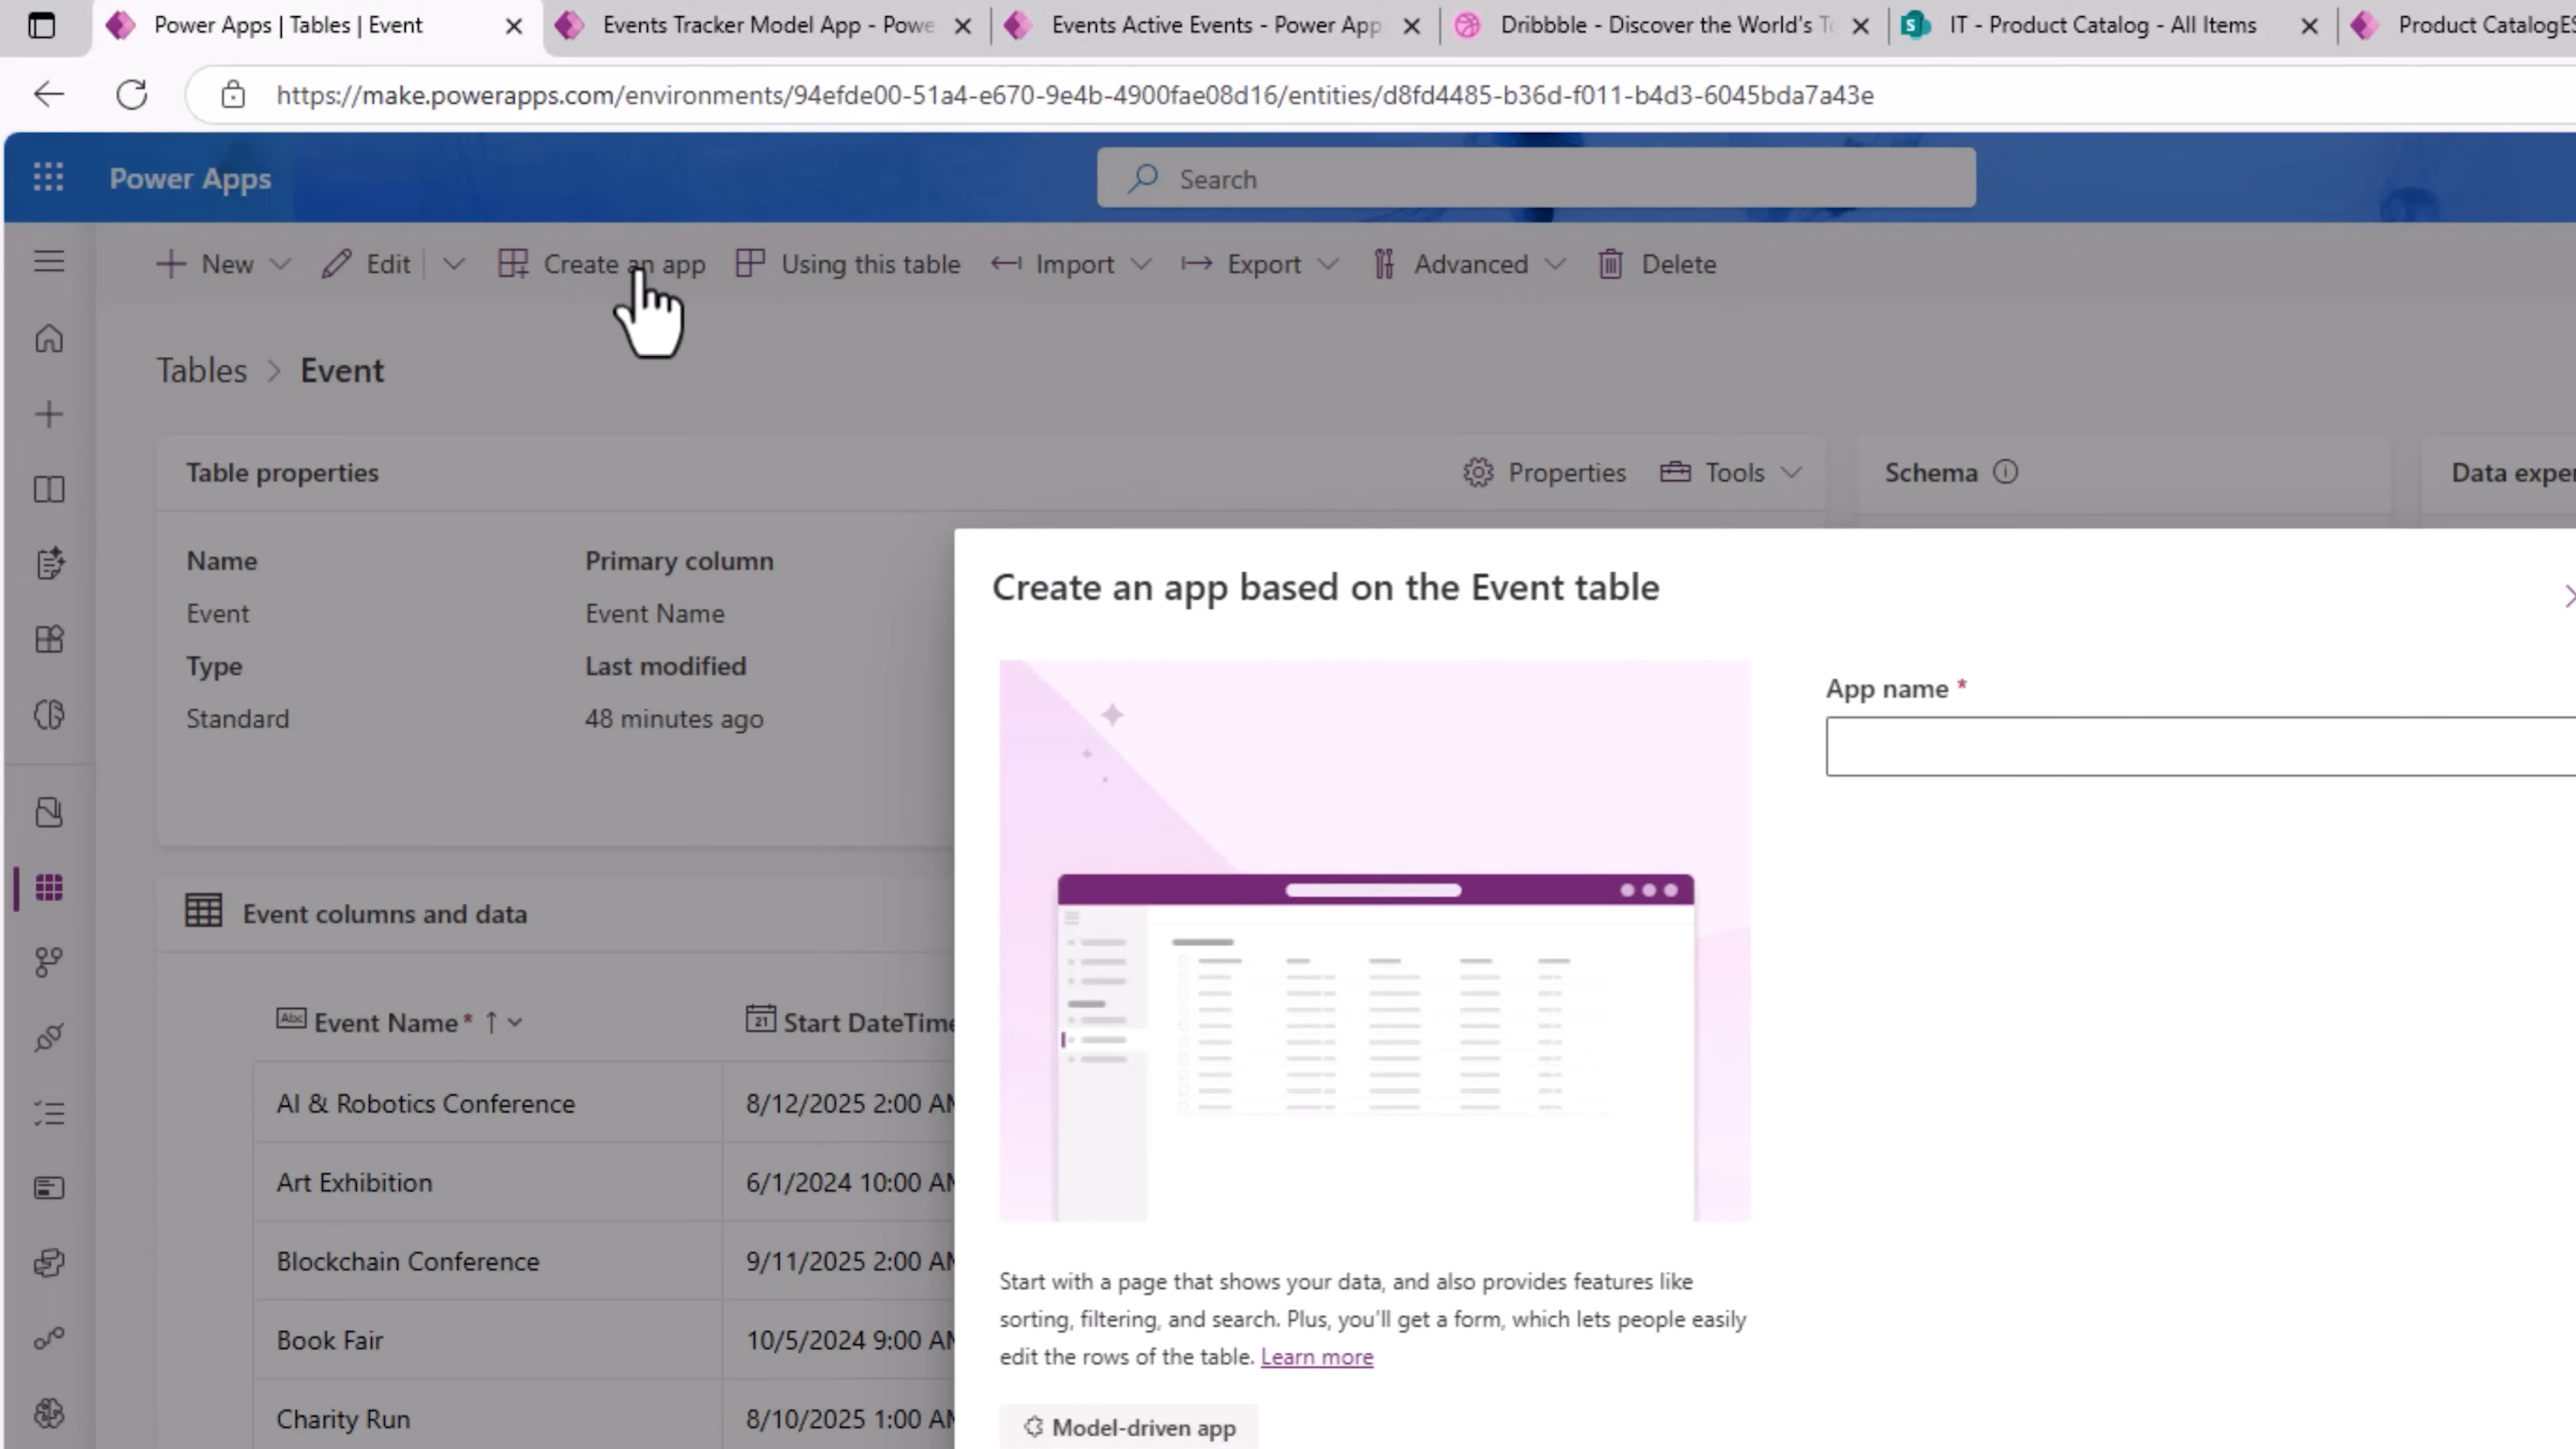 Power Apps | Tables | Event
Events Tracker Model App - Powe
Events Active Events - Power App
Dribbble - Discover the World's To
IT - Product Catalog - All Items
Product CatalogES
https://make.powerapps.com/environments/94efde00-51a4-e670-9e4b-4900fae08d16/entities/d8fd4485-b36d-f011-b4d3-6045bda7a43e
Power Apps
Search
New
Edit
Create an app
Using this table
Import
Export
Advanced
Delete
Tables > Event
Table properties
Properties
Tools
Schema
Data exper
Name
Primary column
Event
Event Name
Type
Last modified
Standard
48 minutes ago
Create an app based on the Event table
App name *
Event columns and data
Abc Event Name *
21 Start DateTime
AI & Robotics Conference
8/12/2025 2:00 AM
Art Exhibition
6/1/2024 10:00 AM
Blockchain Conference
9/11/2025 2:00 AM
Book Fair
10/5/2024 9:00 AM
Charity Run
8/10/2025 1:00 AM
Start with a page that shows your data, and also provides features like
sorting, filtering, and search. Plus, you'll get a form, which lets people easily
edit the rows of the table. Learn more
Model-driven app